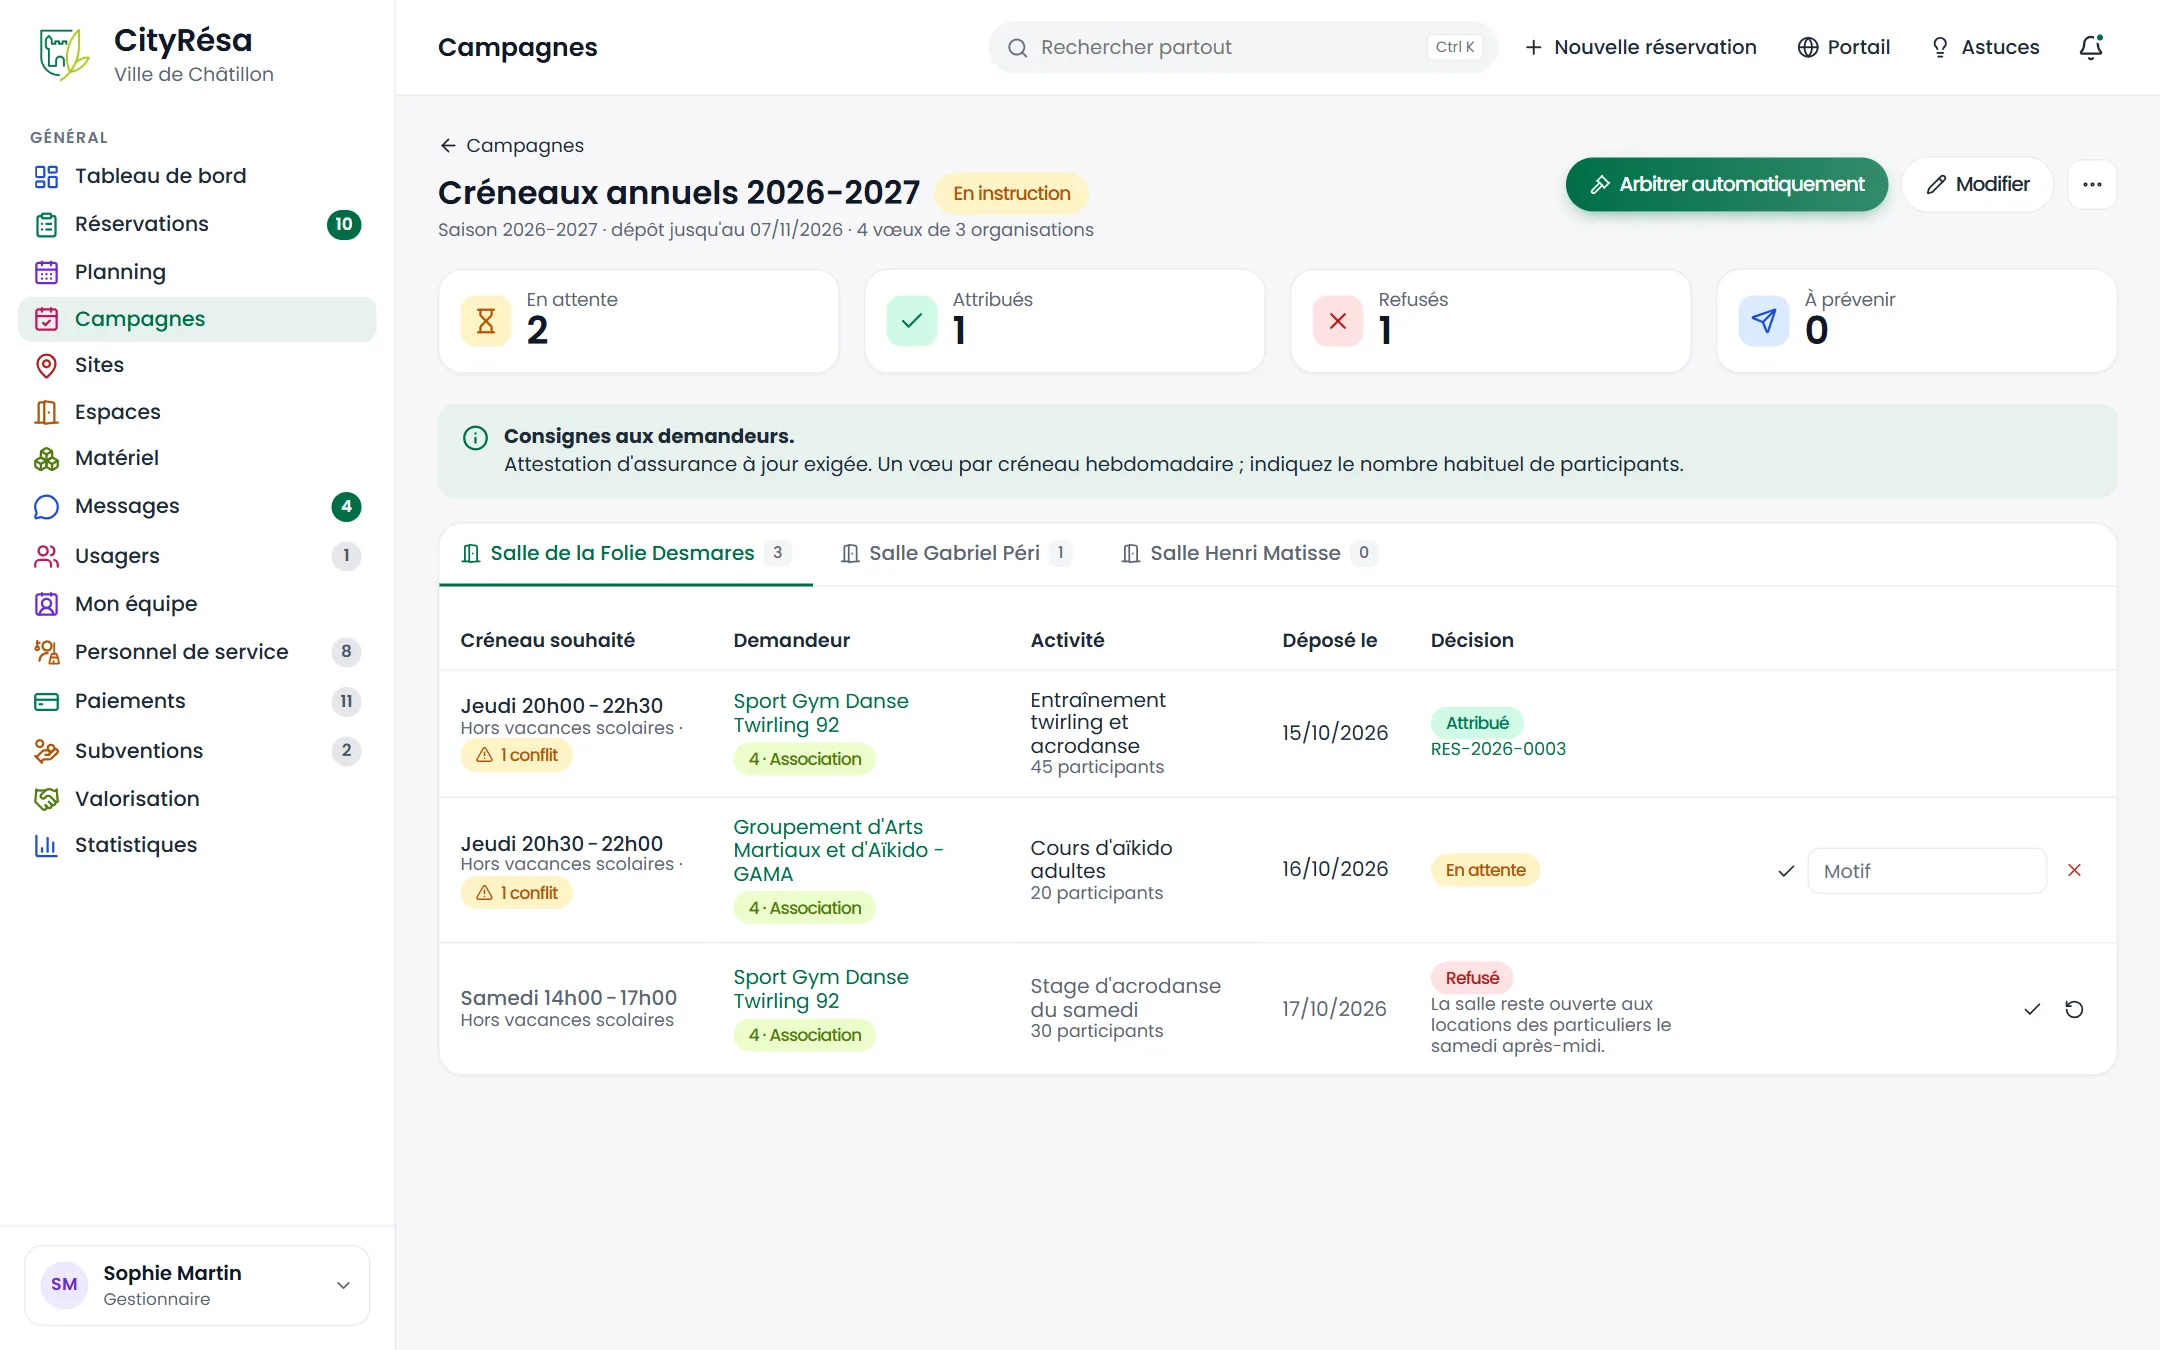 CityRésa
Ville de Châtillon
GÉNÉRAL
Tableau de bord
Réservations 10
Planning
Campagnes
Sites
Espaces
Matériel
Messages 4
Usagers 1
Mon équipe
Personnel de service 8
Paiements 11
Subventions 2
Valorisation
Statistiques
SM
Sophie Martin
Gestionnaire
Campagnes
Rechercher partout Ctrl K
Nouvelle réservation
Portail
Astuces
Campagnes
Créneaux annuels 2026-2027 En instruction
Saison 2026-2027 · dépôt jusqu'au 07/11/2026 · 4 vœux de 3 organisations
Arbitrer automatiquement
Modifier
En attente
2
Attribués
1
Refusés
1
À prévenir
0
Consignes aux demandeurs.
Attestation d'assurance à jour exigée. Un vœu par créneau hebdomadaire ; indiquez le nombre habituel de participants.
Salle de la Folie Desmares 3
Salle Gabriel Péri 1
Salle Henri Matisse 0
Créneau souhaité Demandeur Activité Déposé le Décision
Jeudi 20h00 - 22h30
Hors vacances scolaires ·
1 conflit
Sport Gym Danse
Twirling 92
4 · Association
Entraînement
twirling et
acrodanse
45 participants
15/10/2026
Attribué
RES-2026-0003
Jeudi 20h30 - 22h00
Hors vacances scolaires ·
1 conflit
Groupement d'Arts
Martiaux et d'Aïkido -
GAMA
4 · Association
Cours d'aïkido
adultes
20 participants
16/10/2026
En attente
Motif
Samedi 14h00 - 17h00
Hors vacances scolaires
Sport Gym Danse
Twirling 92
4 · Association
Stage d'acrodanse
du samedi
30 participants
17/10/2026
Refusé
La salle reste ouverte aux
locations des particuliers le
samedi après-midi.